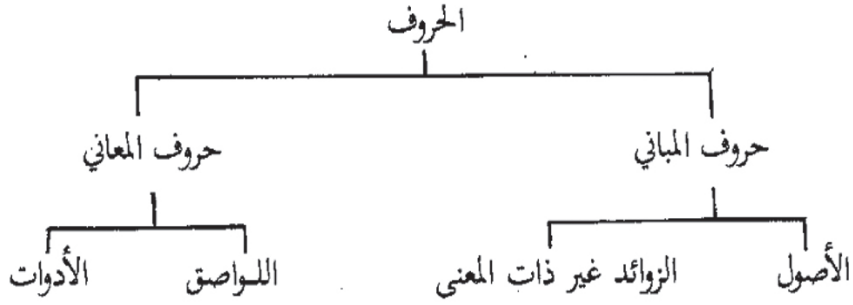 الحروف
حروف المباني حروف المعاني
الأصول الزوائد غير ذات المعنى اللواصق الأدوات